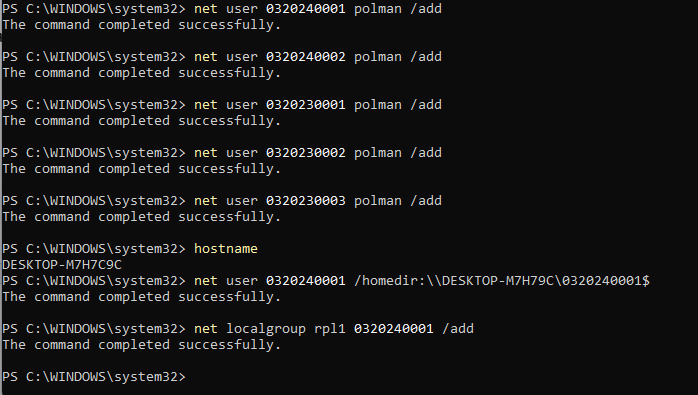 PS C:\WINDOWS\system32> net user 0320240001 polman /add
The command completed successfully.
PS C:\WINDOWS\system32> net user 0320240002 polman /add
The command completed successfully.
PS C:\WINDOWS\system32> net user 0320230001 polman /add
The command completed successfully.
PS C:\WINDOWS\system32> net user 0320230002 polman /add
The command completed successfully.
PS C:\WINDOWS\system32> net user 0320230003 polman /add
The command completed successfully.
PS C:\WINDOWS\system32> hostname
DESKTOP-M7H7C9C
PS C:\WINDOWS\system32> net user 0320240001 /homedir:\\DESKTOP-M7H79C\0320240001$
The command completed successfully.
PS C:\WINDOWS\system32> net localgroup rpl1 0320240001 /add
The command completed successfully.
PS C:\WINDOWS\system32>